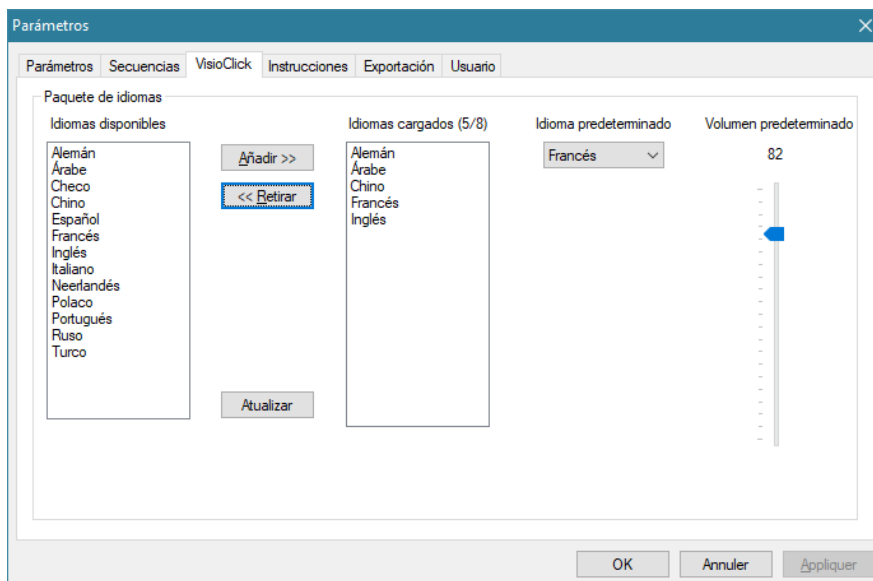 Parámetros
Parámetros Secuencias VisioClick Instrucciones Exportación Usuario
Paquete de idiomas
Idiomas disponibles
Alemán
Árabe
Checo
Chino
Español
Francés
Inglés
Italiano
Neerlandés
Polaco
Portugués
Ruso
Turco
Añadir >>
<< Retirar
Atualizar
Idiomas cargados (5/8)
Alemán
Árabe
Chino
Francés
Inglés
Idioma predeterminado
Francés
Volumen predeterminado
82
OK Annuler Appliquer